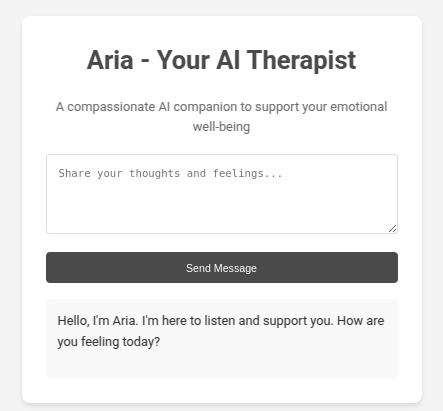 Aria - Your AI Therapist
A compassionate AI companion to support your emotional
well-being
Share your thoughts and feelings...
Send Message
Hello, I'm Aria. I'm here to listen and support you. How are
you feeling today?